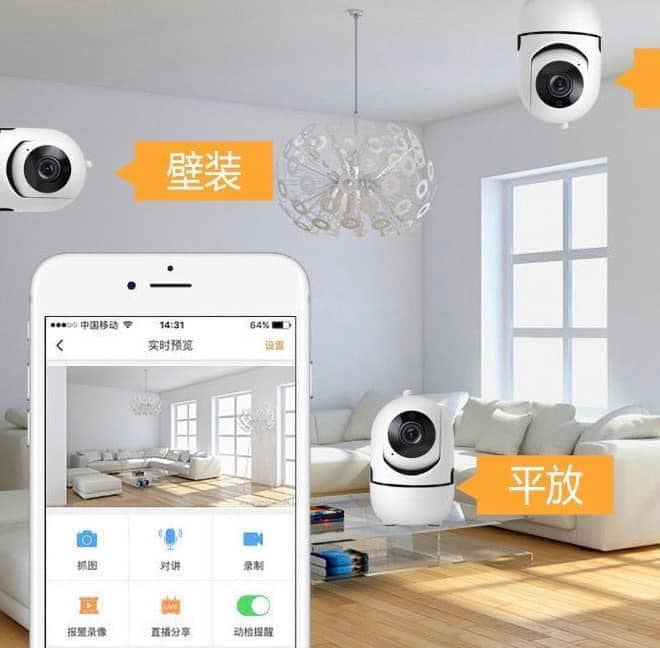 壁装
中国移动 14:31 64%
实时预览 设置
平放
抓图 对讲 录制
LIVE
报警录像 直播分享 动检提醒